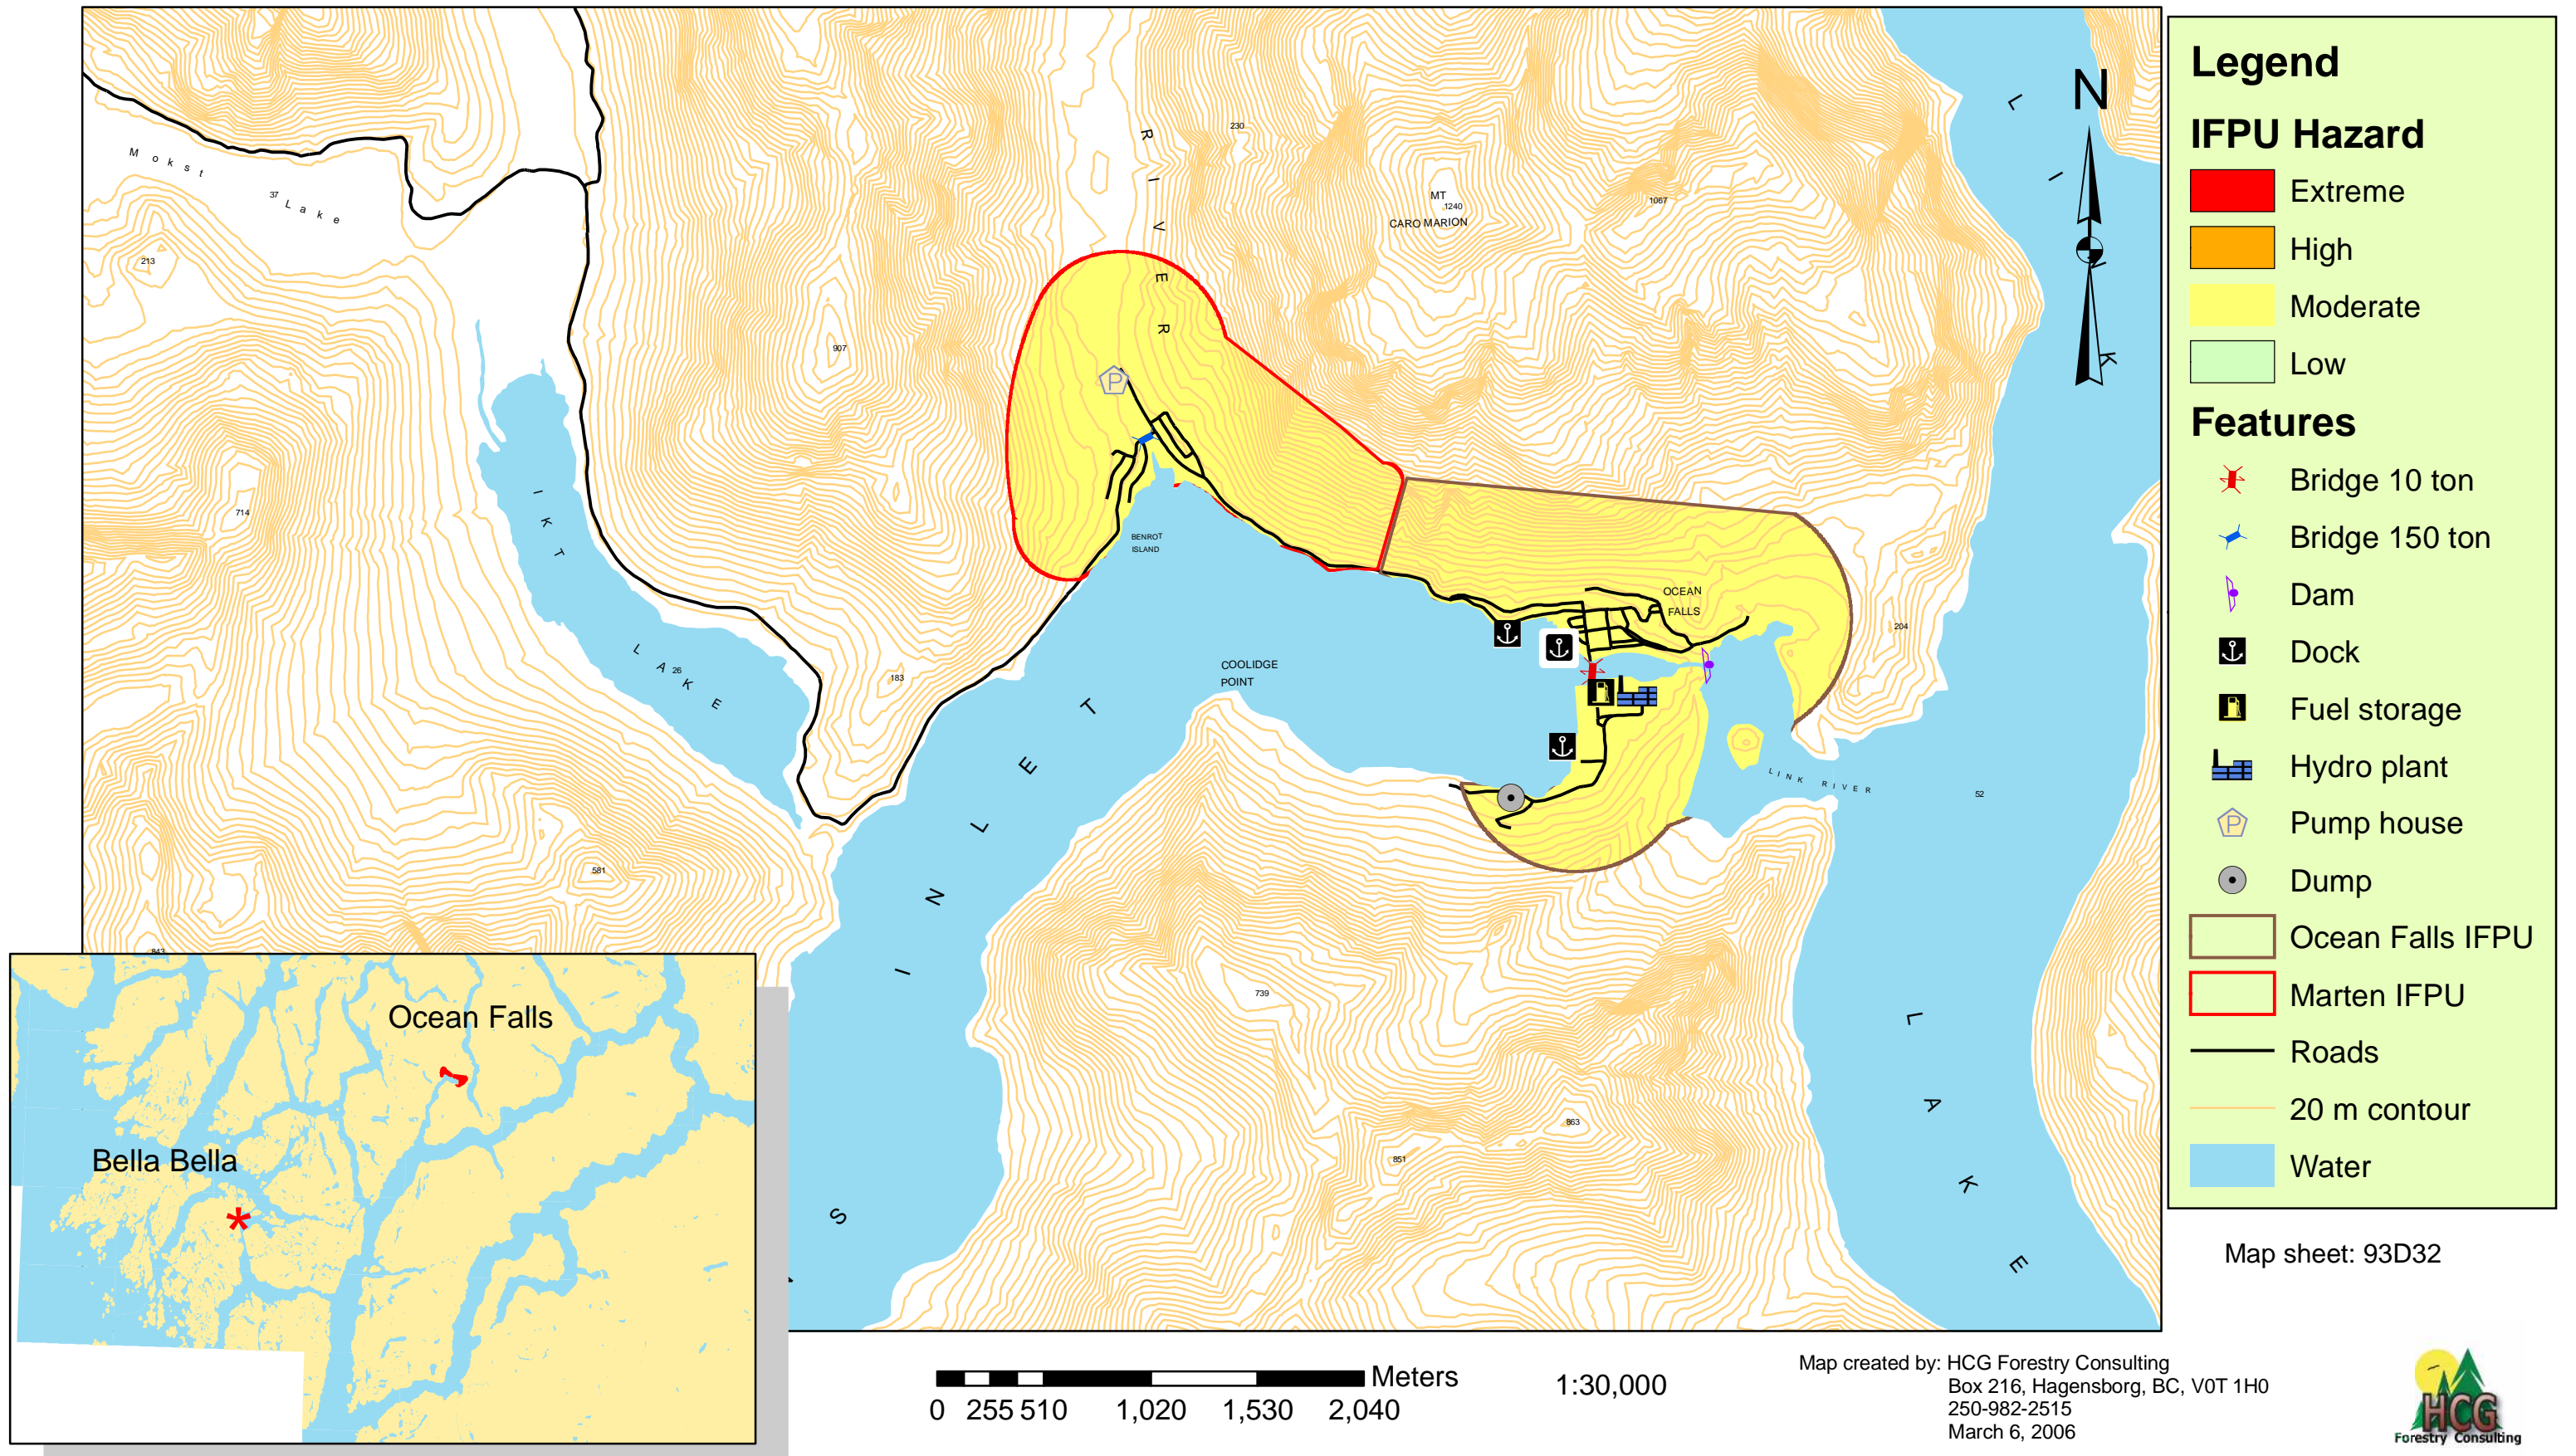 Mokst
37
Lake
213
907
714
IKT
LAKE
26
183
581
843
RIVER
230
MT
1240
CARO MARION
1067
P
BENROT
ISLAND
OCEAN
FALLS
204
COOLIDGE
POINT
LINK RIVER
52
INLET
S
739
863
851
LINK
LAKE
N
Ocean Falls
Bella Bella
*
Legend
IFPU Hazard
Extreme
High
Moderate
Low
Features
Bridge 10 ton
Bridge 150 ton
Dam
Dock
Fuel storage
Hydro plant
P Pump house
Dump
Ocean Falls IFPU
Marten IFPU
Roads
20 m contour
Water
Map sheet: 93D32
Meters
0 255 510 1,020 1,530 2,040
1:30,000
Map created by: HCG Forestry Consulting
Box 216, Hagensborg, BC, V0T 1H0
250-982-2515
March 6, 2006
HCG
Forestry Consulting